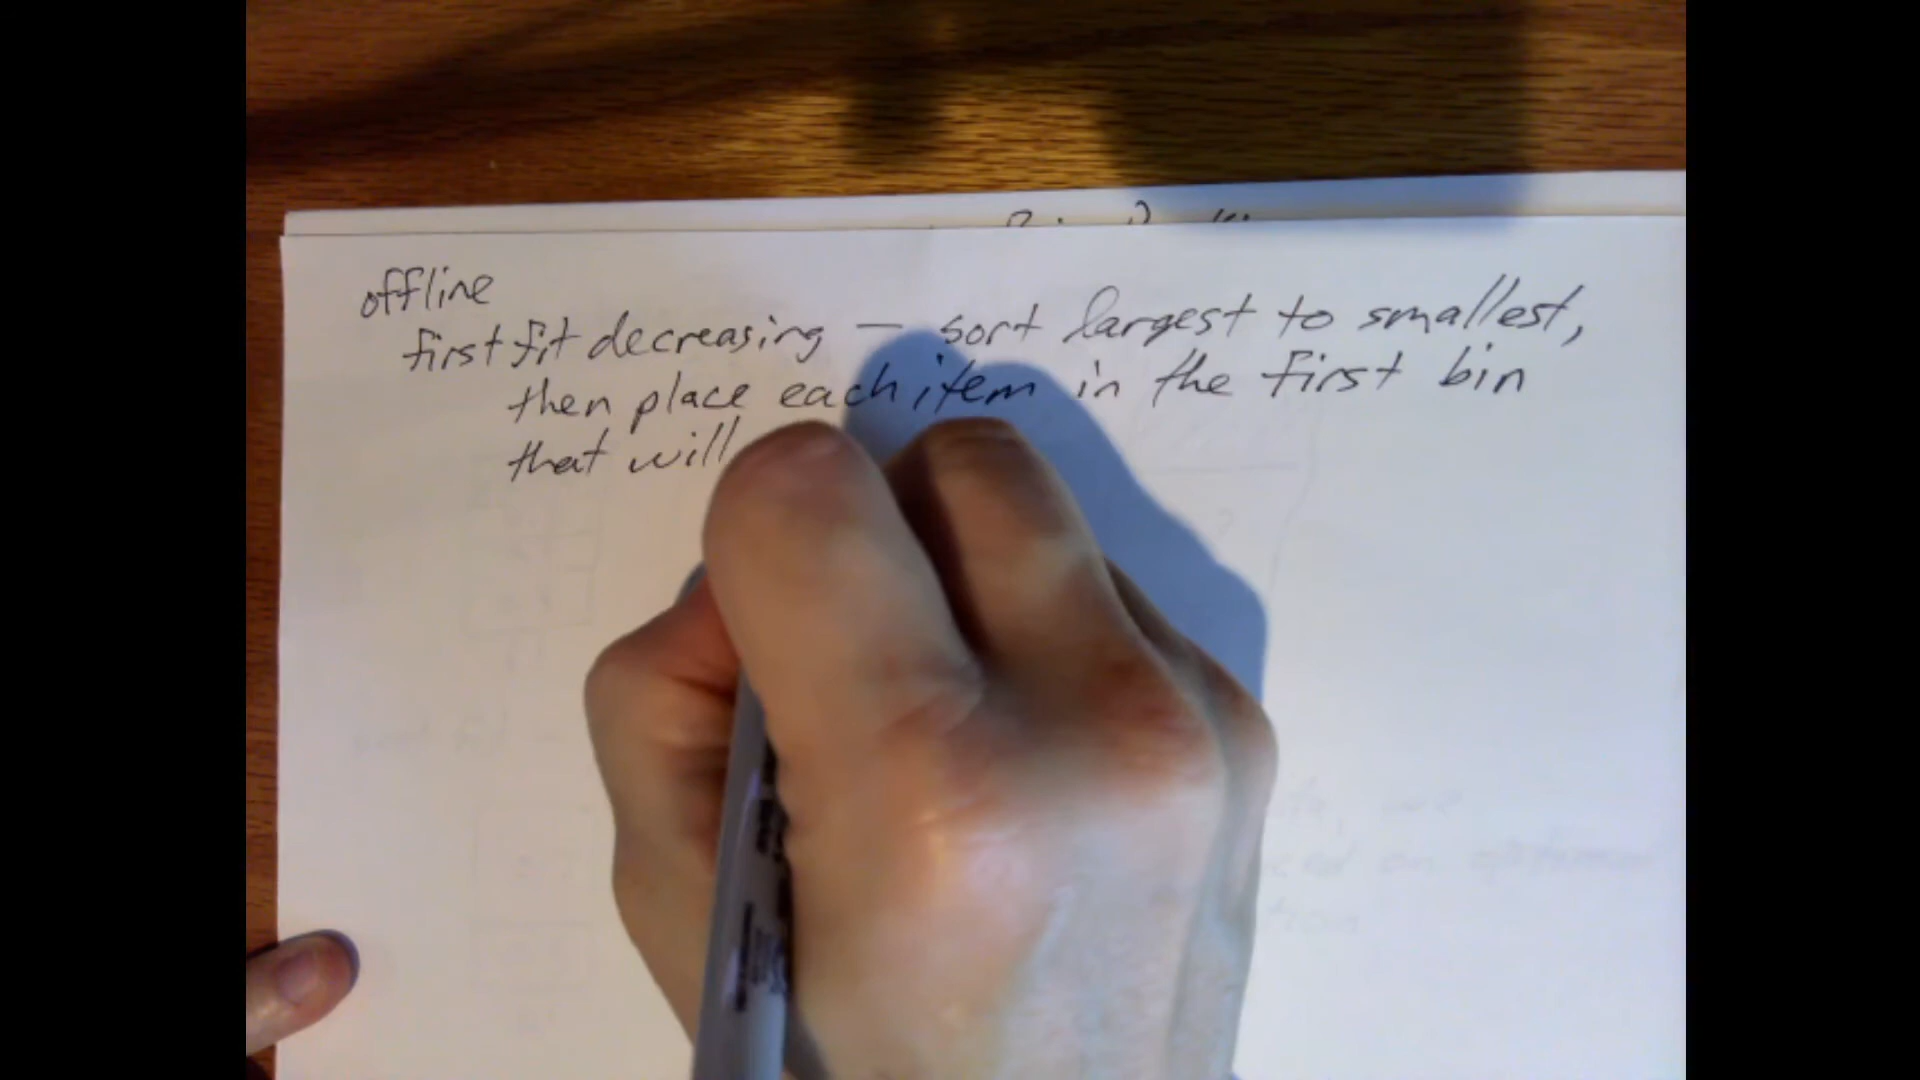 offline
first fit decreasing — sort largest to smallest,
then place each item in the first bin
that will